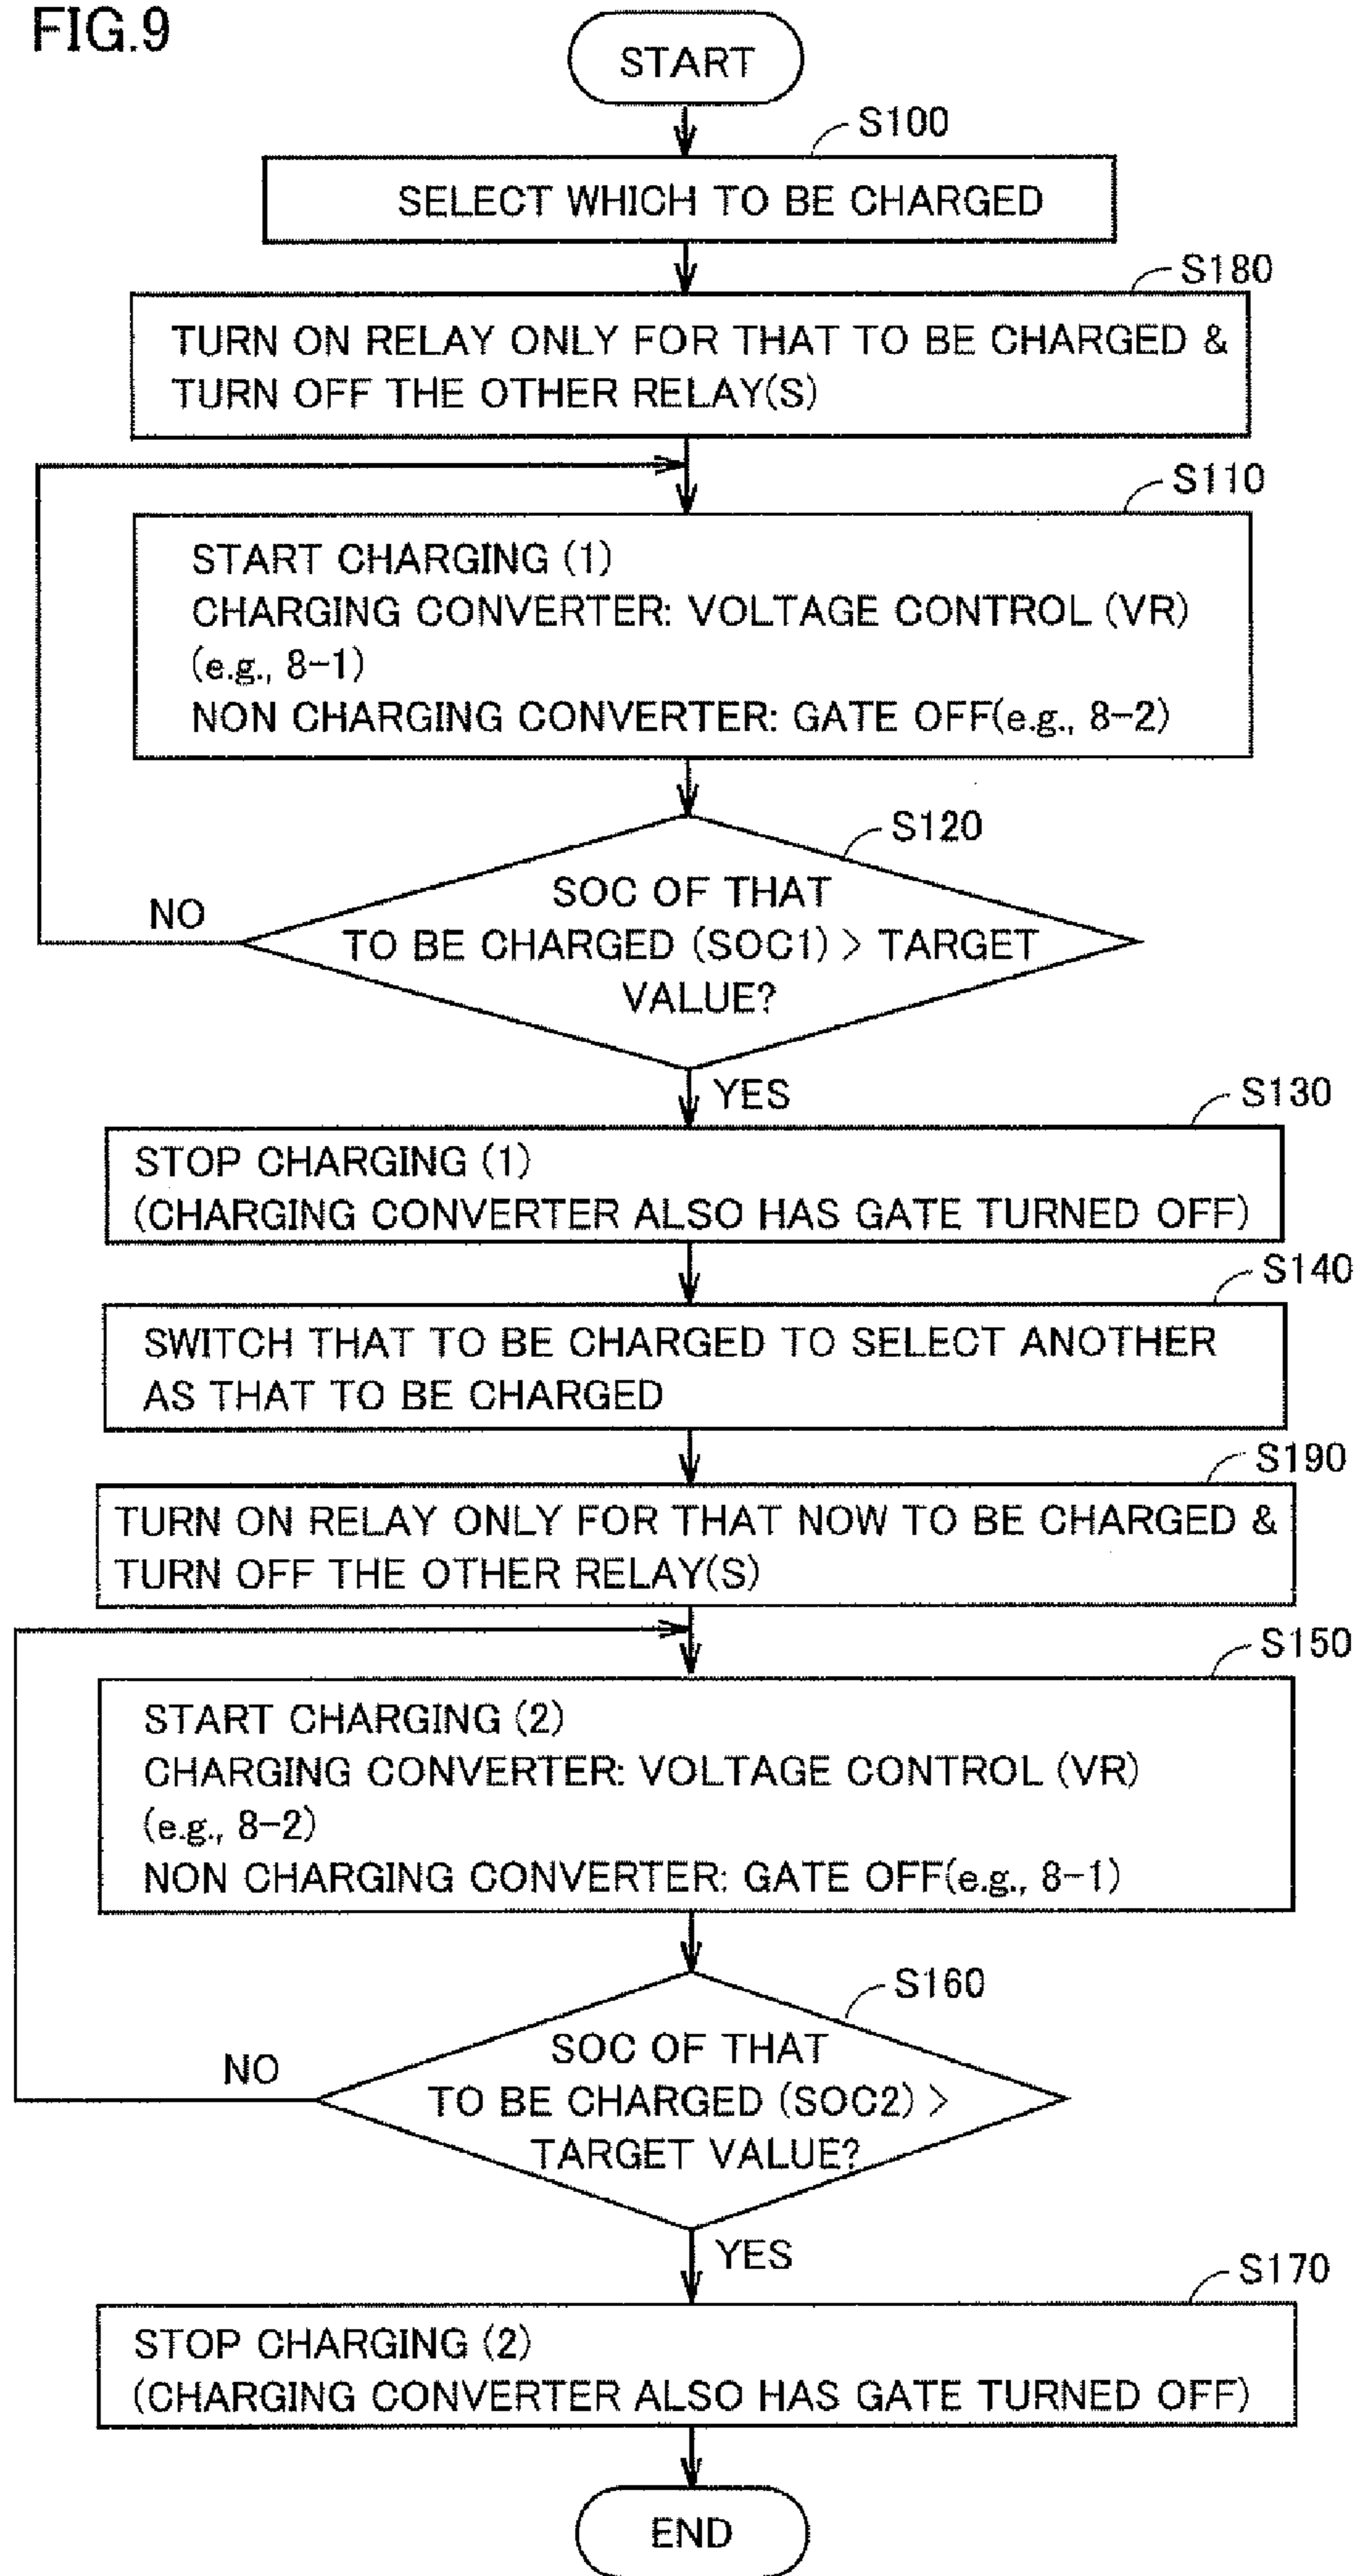 FIG.9
START
S100
SELECT WHICH TO BE CHARGED
S180
TURN ON RELAY ONLY FOR THAT TO BE CHARGED &
TURN OFF THE OTHER RELAY(S)
S110
START CHARGING (1)
CHARGING CONVERTER: VOLTAGE CONTROL (VR)
(e.g., 8-1)
NON CHARGING CONVERTER: GATE OFF(e.g., 8-2)
S120
SOC OF THAT
TO BE CHARGED (SOC1) > TARGET
VALUE?
NO
YES
S130
STOP CHARGING (1)
(CHARGING CONVERTER ALSO HAS GATE TURNED OFF)
S140
SWITCH THAT TO BE CHARGED TO SELECT ANOTHER
AS THAT TO BE CHARGED
S190
TURN ON RELAY ONLY FOR THAT NOW TO BE CHARGED &
TURN OFF THE OTHER RELAY(S)
S150
START CHARGING (2)
CHARGING CONVERTER: VOLTAGE CONTROL (VR)
(e.g., 8-2)
NON CHARGING CONVERTER: GATE OFF(e.g., 8-1)
S160
SOC OF THAT
TO BE CHARGED (SOC2) >
TARGET VALUE?
NO
YES
S170
STOP CHARGING (2)
(CHARGING CONVERTER ALSO HAS GATE TURNED OFF)
END